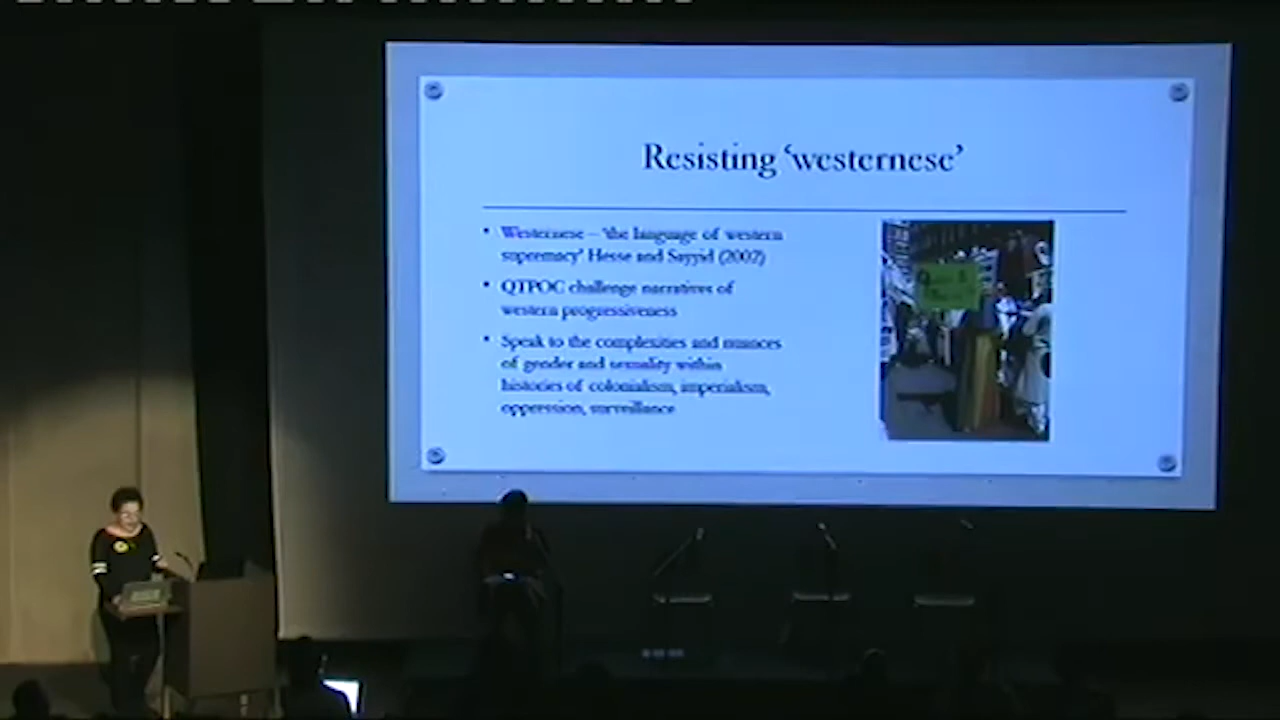 Resisting ‘westernese’
• Westernese – ‘the language of western
supremacy’ Hesse and Sayyid (2002)
• QTPOC challenge narratives of
western progressiveness
• Speak to the complexities and nuances
of gender and sexuality within
histories of colonialism, imperialism,
oppression, surveillance